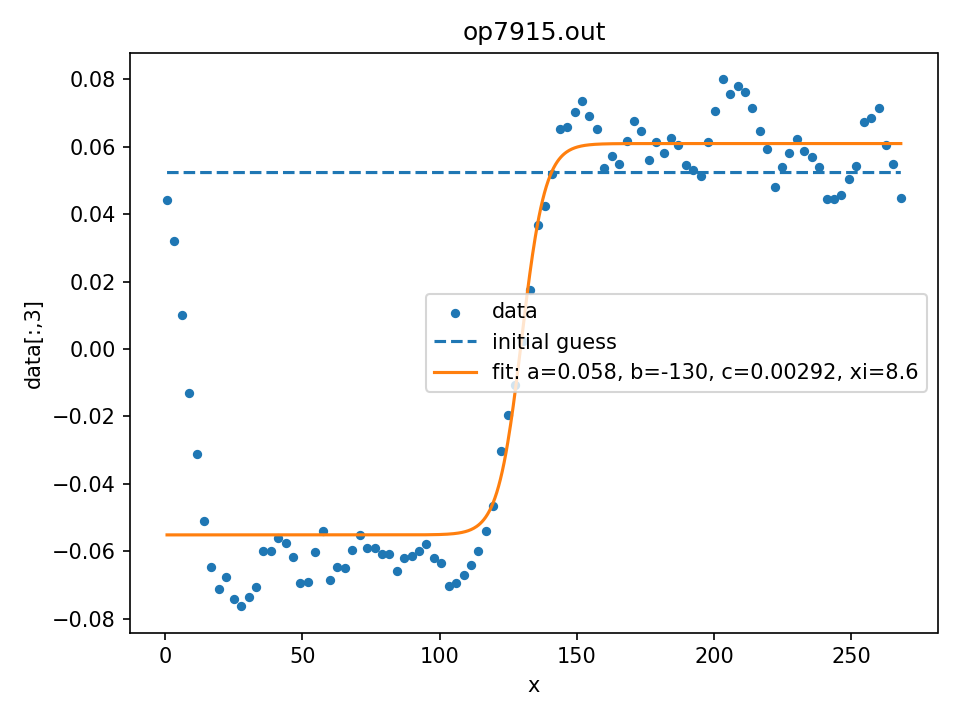 op7915.out
0.08
0.06
0.04
0.02
0.00
−0.02
−0.04
−0.06
−0.08
data[:,3]
data
initial guess
fit: a=0.058, b=-130, c=0.00292, xi=8.6
0 50 100 150 200 250
x